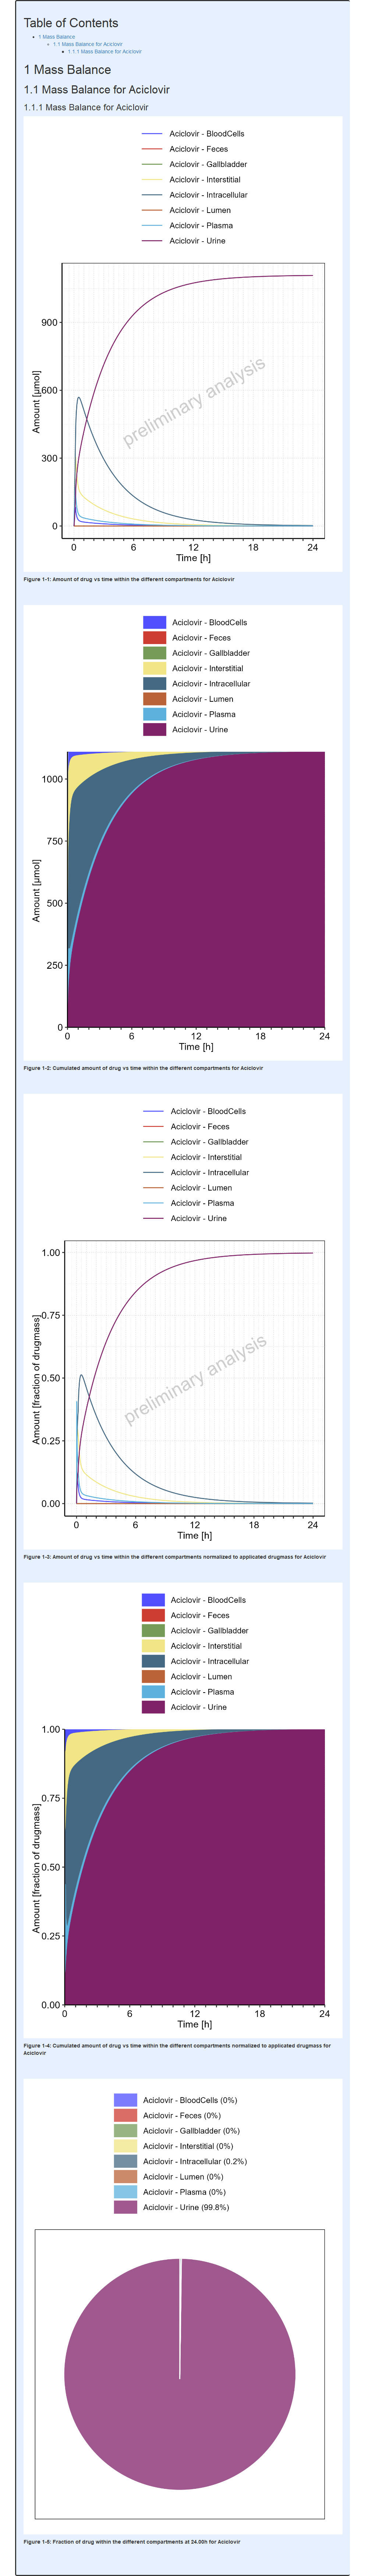 Table of Contents
1 Mass Balance
1.1 Mass Balance for Aciclovir
1.1.1 Mass Balance for Aciclovir
1 Mass Balance
1.1 Mass Balance for Aciclovir
1.1.1 Mass Balance for Aciclovir
Aciclovir - BloodCells
Aciclovir - Feces
Aciclovir - Gallbladder
Aciclovir - Interstitial
Aciclovir - Intracellular
Aciclovir - Lumen
Aciclovir - Plasma
Aciclovir - Urine
Amount [µmol]
900
600
300
0
preliminary analysis
0 6 12 18 24
Time [h]
Figure 1-1: Amount of drug vs time within the different compartments for Aciclovir
Aciclovir - BloodCells
Aciclovir - Feces
Aciclovir - Gallbladder
Aciclovir - Interstitial
Aciclovir - Intracellular
Aciclovir - Lumen
Aciclovir - Plasma
Aciclovir - Urine
Amount [µmol]
1000
750
500
250
0
0 6 12 18 24
Time [h]
Figure 1-2: Cumulated amount of drug vs time within the different compartments for Aciclovir
Aciclovir - BloodCells
Aciclovir - Feces
Aciclovir - Gallbladder
Aciclovir - Interstitial
Aciclovir - Intracellular
Aciclovir - Lumen
Aciclovir - Plasma
Aciclovir - Urine
Amount [fraction of drugmass]
1.00
0.75
0.50
0.25
0.00
preliminary analysis
0 6 12 18 24
Time [h]
Figure 1-3: Amount of drug vs time within the different compartments normalized to applicated drugmass for Aciclovir
Aciclovir - BloodCells
Aciclovir - Feces
Aciclovir - Gallbladder
Aciclovir - Interstitial
Aciclovir - Intracellular
Aciclovir - Lumen
Aciclovir - Plasma
Aciclovir - Urine
Amount [fraction of drugmass]
1.00
0.75
0.50
0.25
0.00
0 6 12 18 24
Time [h]
Figure 1-4: Cumulated amount of drug vs time within the different compartments normalized to applicated drugmass for
Aciclovir
Aciclovir - BloodCells (0%)
Aciclovir - Feces (0%)
Aciclovir - Gallbladder (0%)
Aciclovir - Interstitial (0%)
Aciclovir - Intracellular (0.2%)
Aciclovir - Lumen (0%)
Aciclovir - Plasma (0%)
Aciclovir - Urine (99.8%)
Figure 1-5: Fraction of drug within the different compartments at 24.00h for Aciclovir